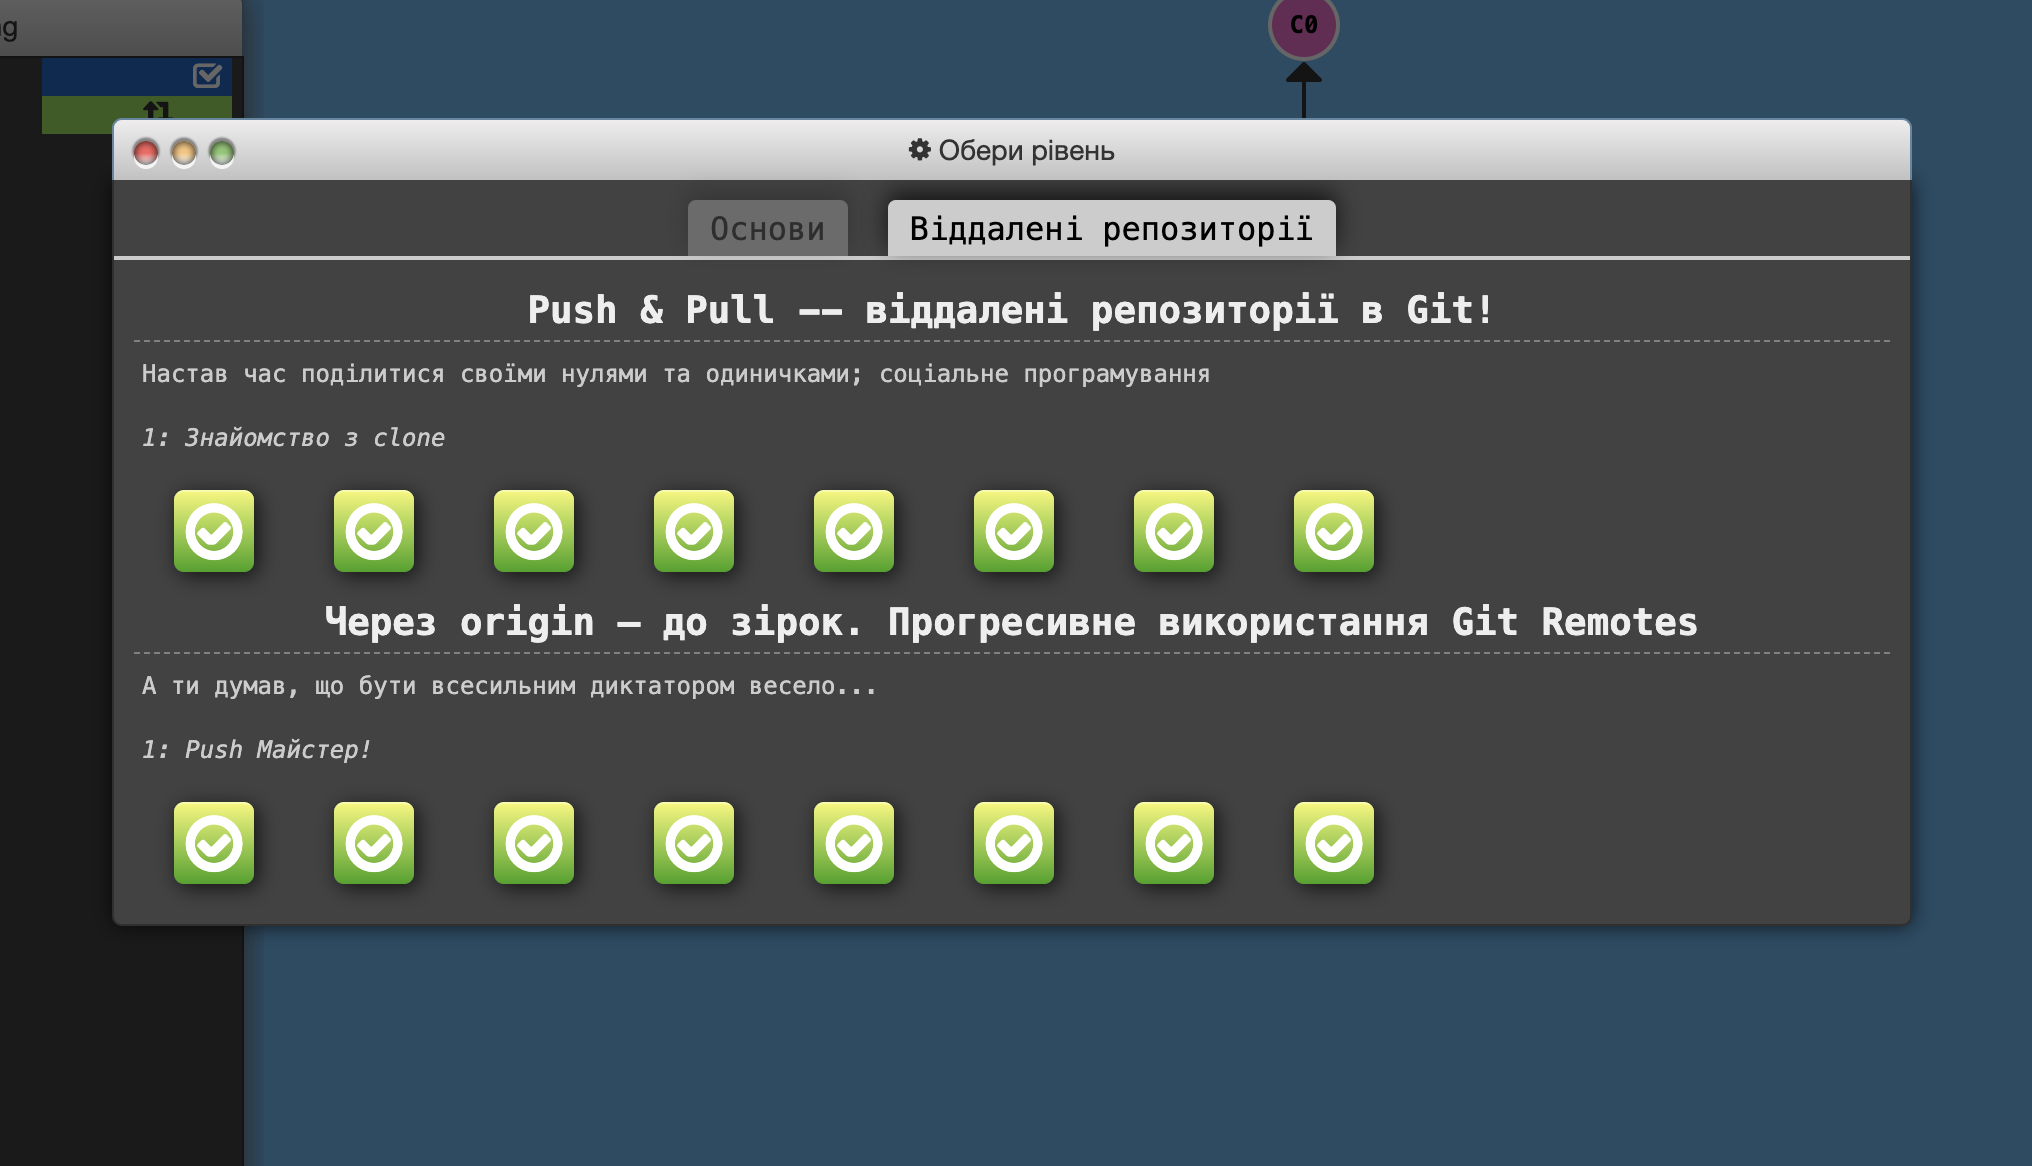 C0
Обери рівень
Основи
Віддалені репозиторії
Push & Pull –– віддалені репозиторії в Git!
Настав час поділитися своїми нулями та одиничками; соціальне програмування
1: Знайомство з clone
Через origin – до зірок. Прогресивне використання Git Remotes
А ти думав, що бути всесильним диктатором весело...
1: Push Майстер!